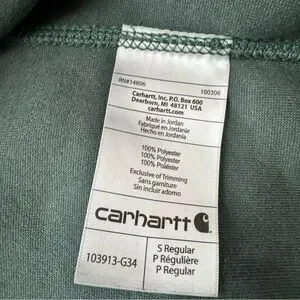 RN#14806 100306
Carhartt, Inc. P.O. Box 600
Dearborn, MI 48121 USA
carhartt.com
Made in Jordan
Fabriqué en Jordanie
Hecho en Jordania
100% Polyester
100% Polyester
100% Poliéster
Exclusive of Trimming
Sans garniture
Sin incluir adorno
carhartt
103913-G34
S Regular
P Régulière
P Regular